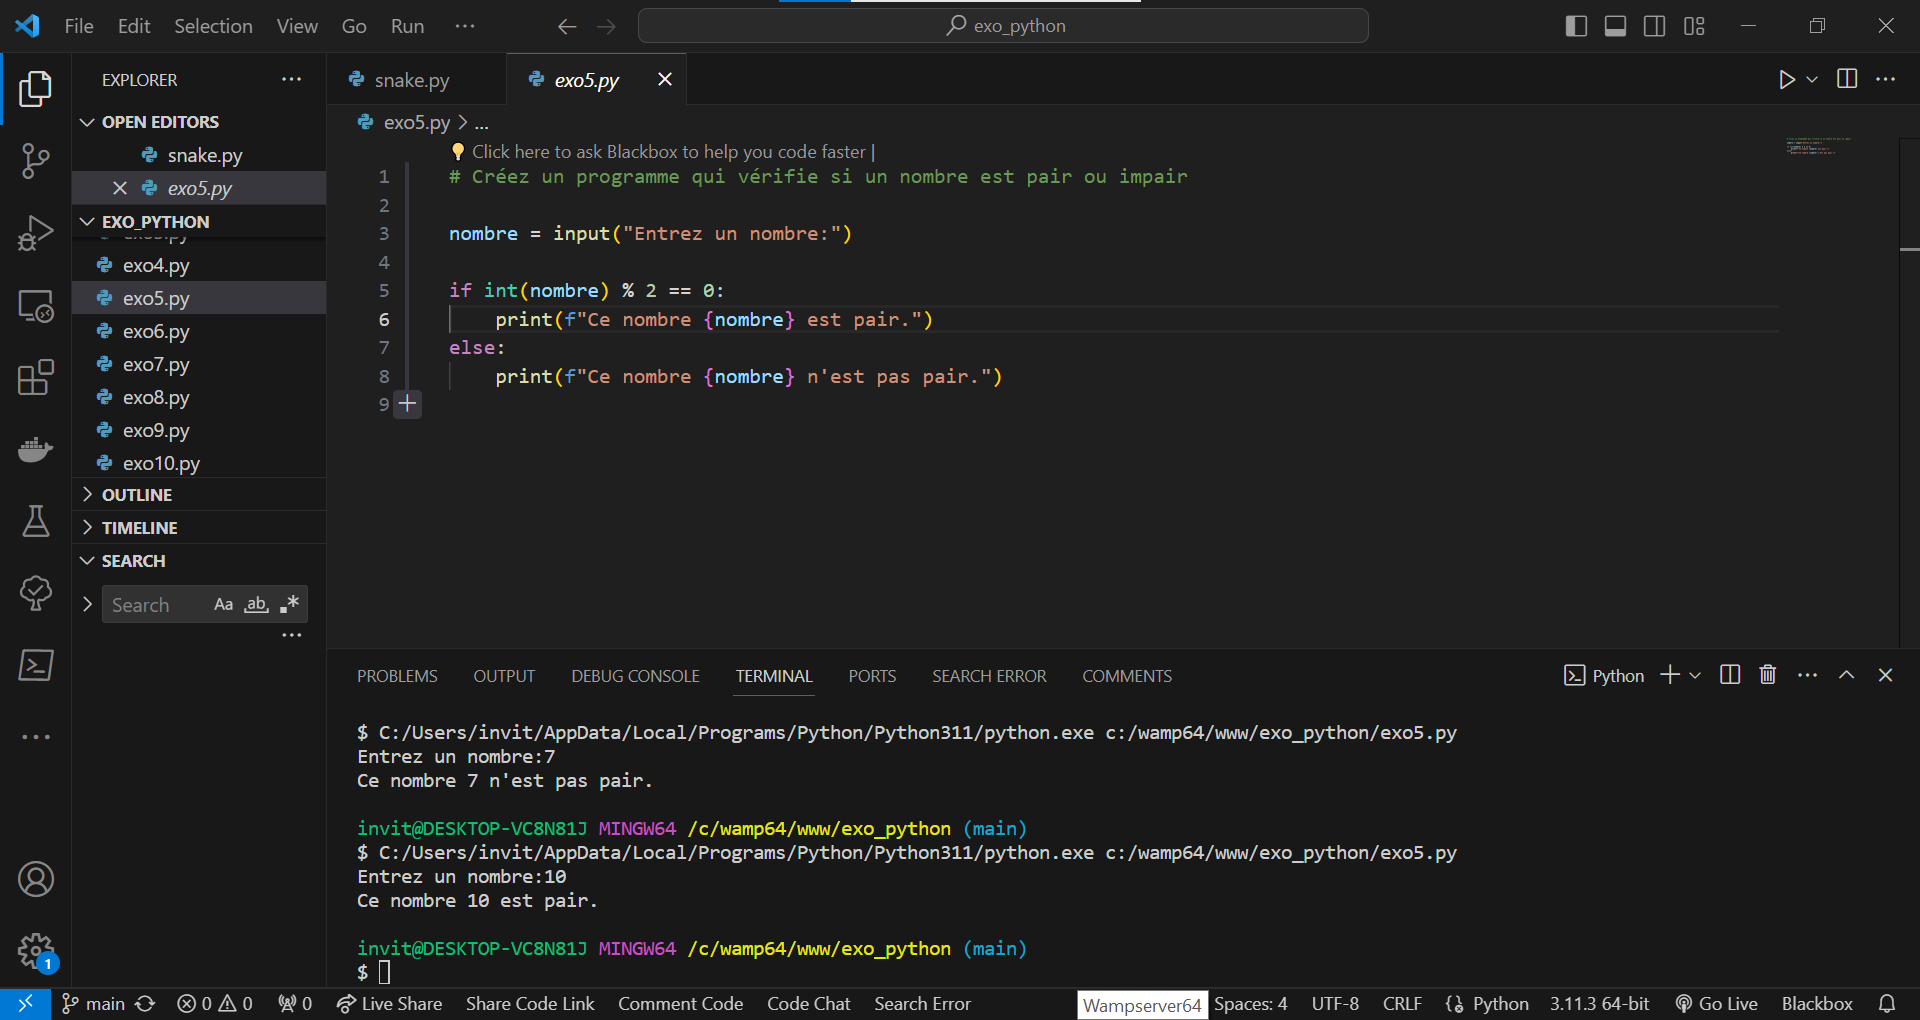 File Edit Selection View Go Run ··· exo_python
EXPLORER
OPEN EDITORS
snake.py
exo5.py
EXO_PYTHON
exo4.py
exo5.py
exo6.py
exo7.py
exo8.py
exo9.py
exo10.py
OUTLINE
TIMELINE
SEARCH
Search Aa ab .*
snake.py exo5.py
exo5.py > ...
Click here to ask Blackbox to help you code faster |
1 # Créez un programme qui vérifie si un nombre est pair ou impair
2
3 nombre = input("Entrez un nombre:")
4
5 if int(nombre) % 2 == 0:
6 print(f"Ce nombre {nombre} est pair.")
7 else:
8 print(f"Ce nombre {nombre} n'est pas pair.")
9
PROBLEMS OUTPUT DEBUG CONSOLE TERMINAL PORTS SEARCH ERROR COMMENTS Python
$ C:/Users/invit/AppData/Local/Programs/Python/Python311/python.exe c:/wamp64/www/exo_python/exo5.py
Entrez un nombre:7
Ce nombre 7 n'est pas pair.
invit@DESKTOP-VC8N81J MINGW64 /c/wamp64/www/exo_python (main)
$ C:/Users/invit/AppData/Local/Programs/Python/Python311/python.exe c:/wamp64/www/exo_python/exo5.py
Entrez un nombre:10
Ce nombre 10 est pair.
invit@DESKTOP-VC8N81J MINGW64 /c/wamp64/www/exo_python (main)
$
1
main 0 0 0 Live Share Share Code Link Comment Code Code Chat Search Error Wampserver64 Spaces: 4 UTF-8 CRLF Python 3.11.3 64-bit Go Live Blackbox